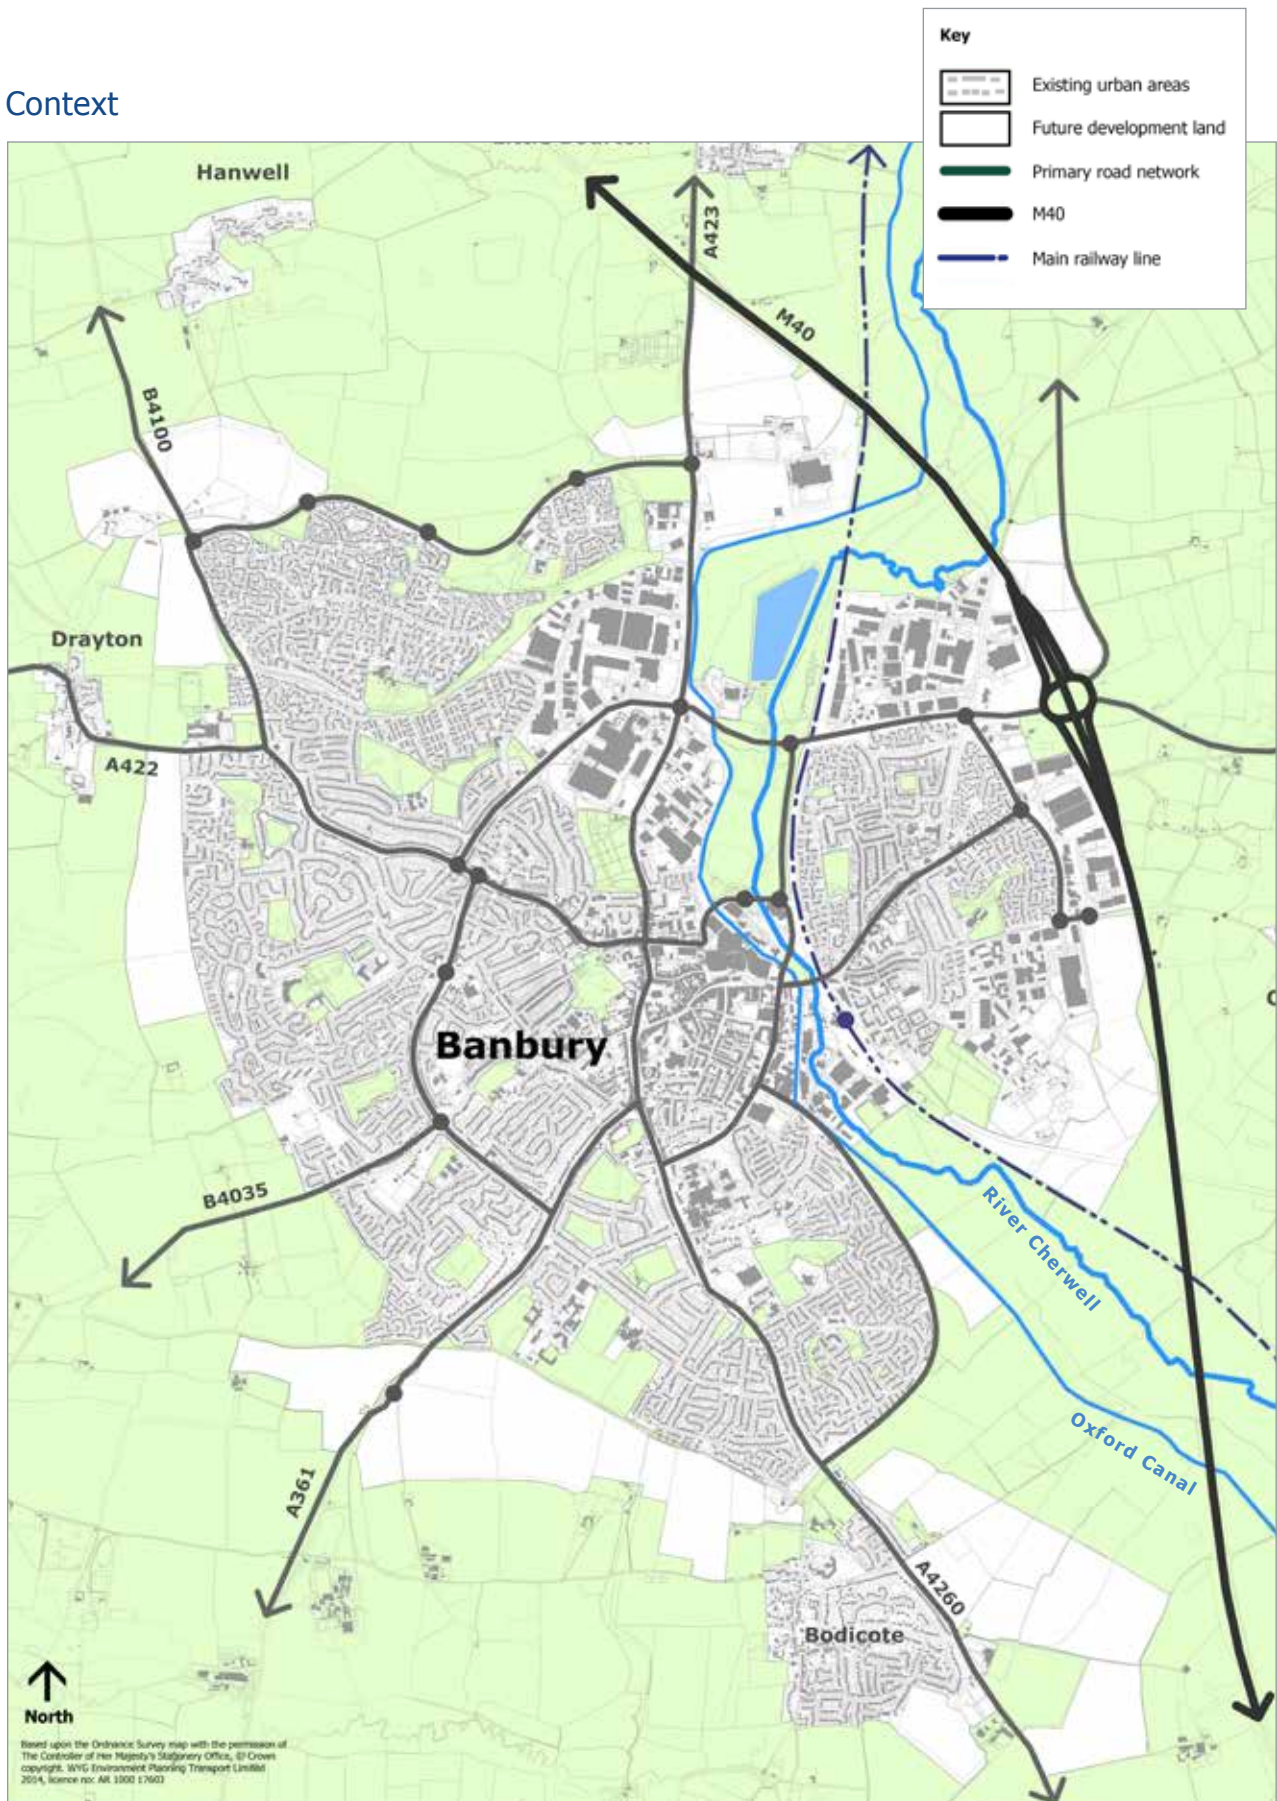 Context
Key
Existing urban areas
Future development land
Primary road network
M40
Main railway line
Hanwell
A423
M40
B4100
Drayton
A422
Banbury
B4035
River Cherwell
Oxford Canal
A361
A4260
Bodicote
North
Based upon the Ordnance Survey map with the permission of
The Controller of Her Majesty's Stationery Office, © Crown
copyright. WYG Environment Planning Transport Limited
2014, licence no: AR 1000 17603